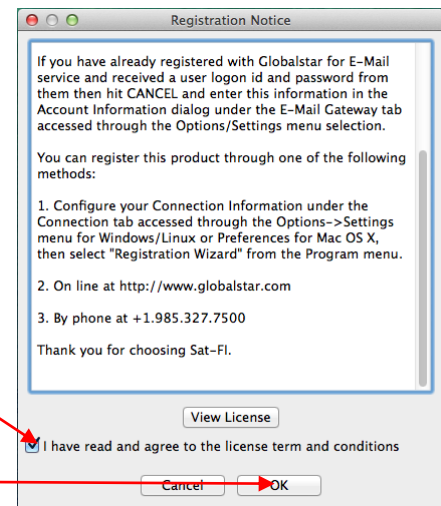 Registration Notice
If you have already registered with Globalstar for E-Mail
service and received a user logon id and password from
them then hit CANCEL and enter this information in the
Account Information dialog under the E-Mail Gateway tab
accessed through the Options/Settings menu selection.
You can register this product through one of the following
methods:
1. Configure your Connection Information under the
Connection tab accessed through the Options->Settings
menu for Windows/Linux or Preferences for Mac OS X,
then select "Registration Wizard" from the Program menu.
2. On line at http://www.globalstar.com
3. By phone at +1.985.327.7500
Thank you for choosing Sat-FI.
View License
I have read and agree to the license term and conditions
Cancel
OK